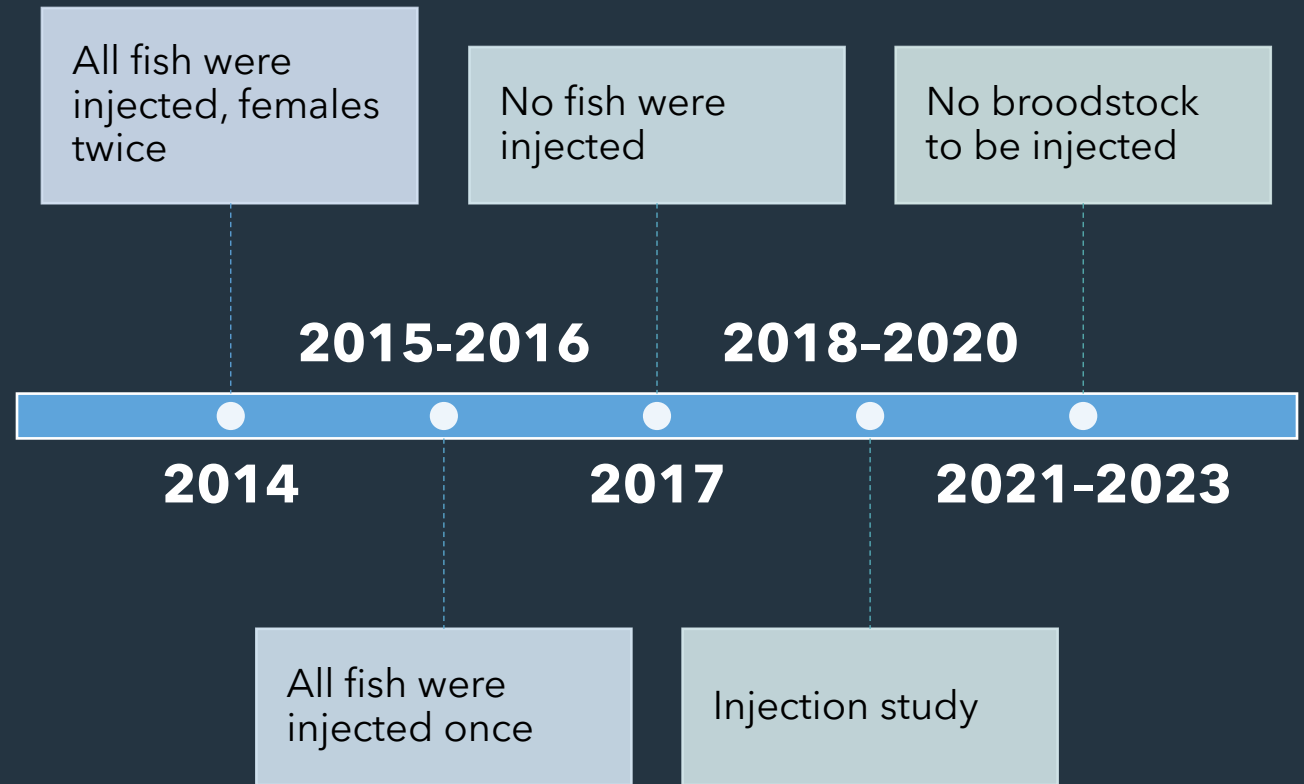 All fish were
injected, females
twice
No fish were
injected
No broodstock
to be injected
2015-2016
2018–2020
2014
2017
2021–2023
All fish were
injected once
Injection study